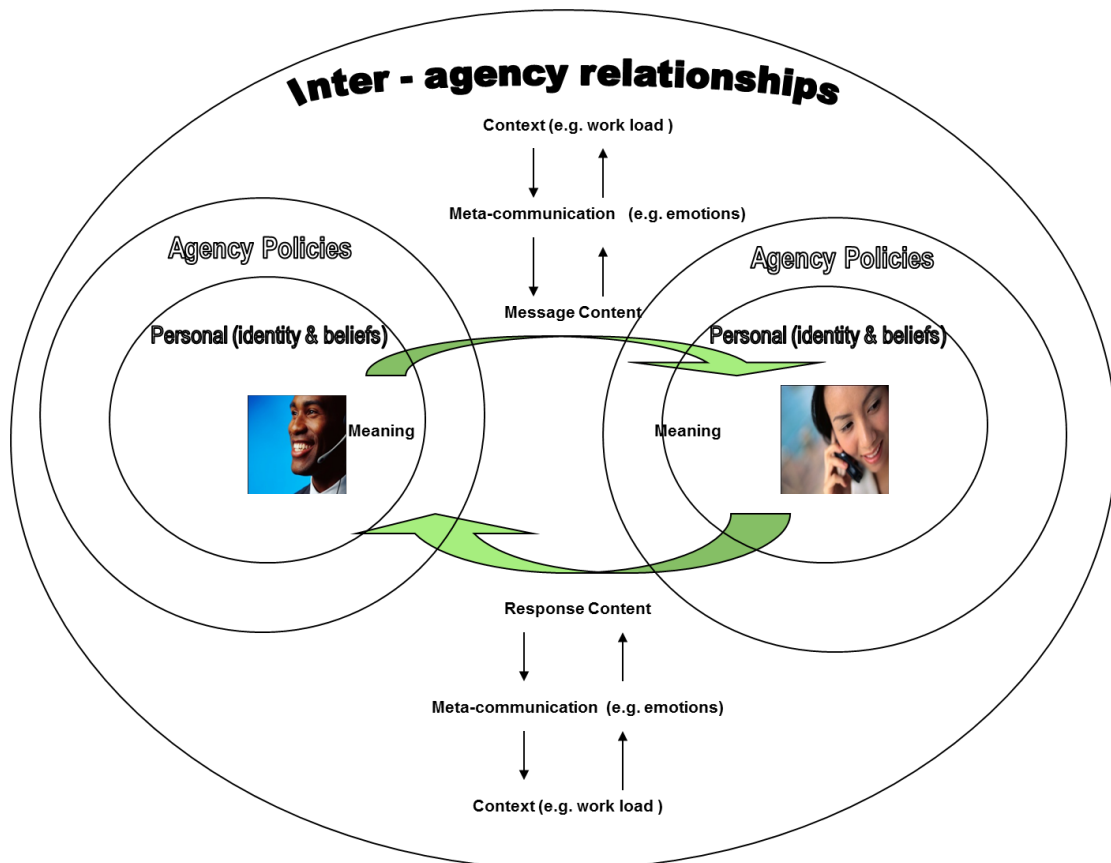 Inter - agency relationships
Context (e.g. work load )
Meta-communication (e.g. emotions)
Agency Policies
Agency Policies
Message Content
Personal (identity & beliefs)
Personal (identity & beliefs)
Meaning
Meaning
Response Content
Meta-communication (e.g. emotions)
Context (e.g. work load )